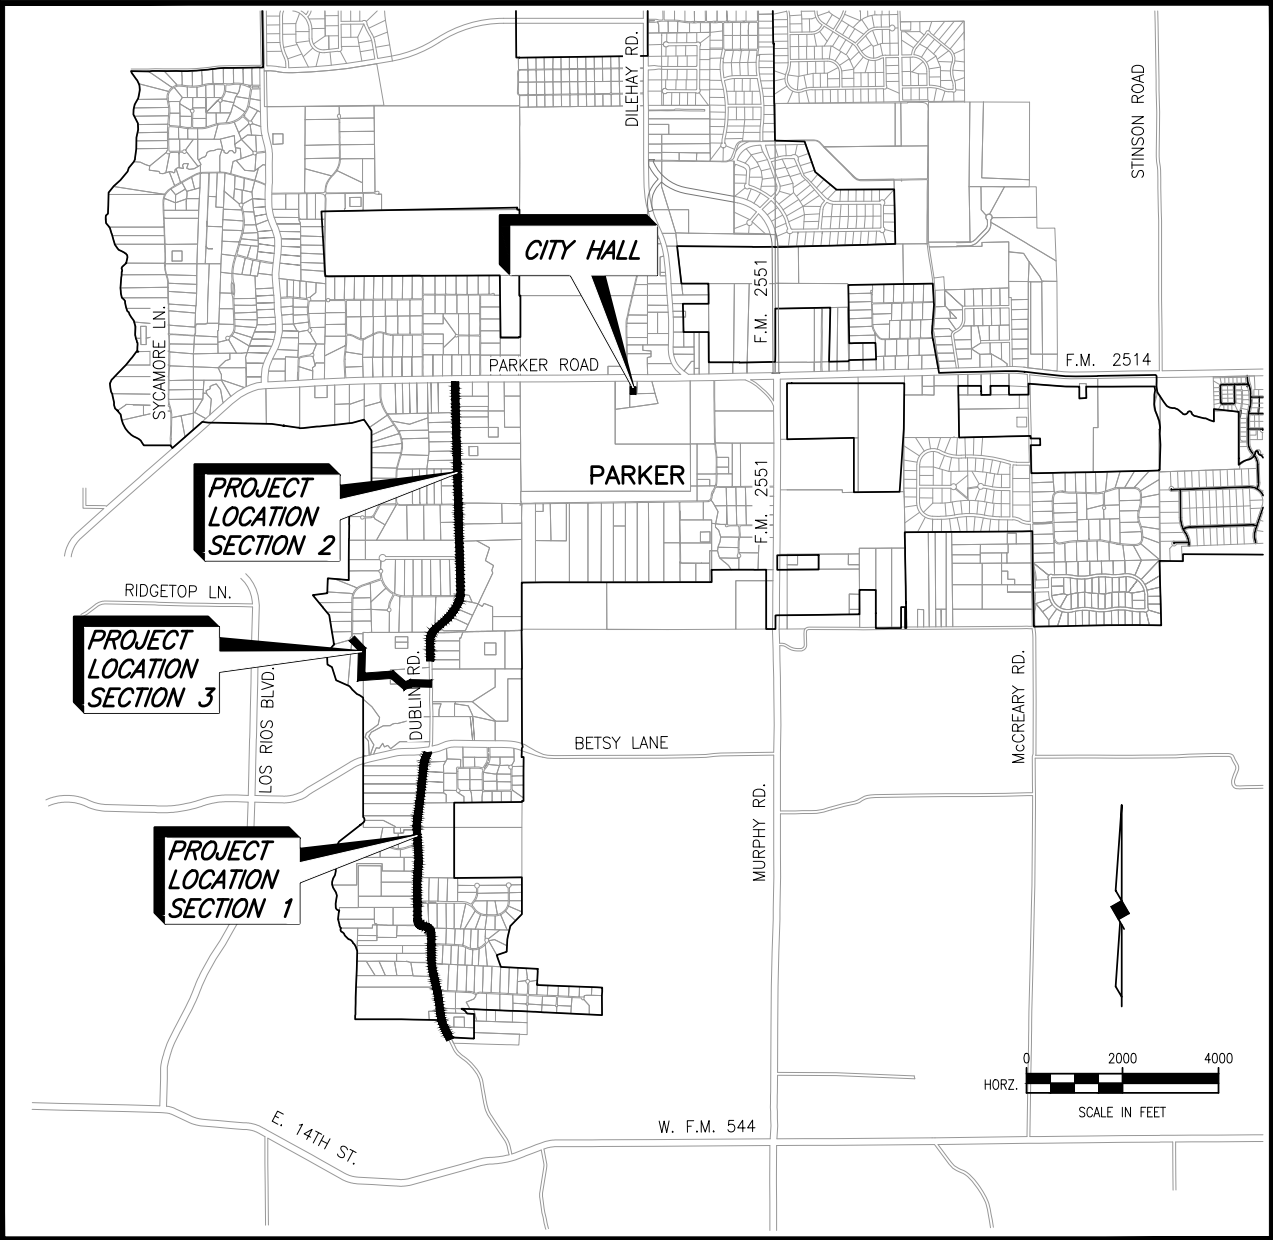 DILEHAY RD.
STINSON ROAD
CITY HALL
F.M. 2551
SYCAMORE LN.
PARKER ROAD
F.M. 2514
PARKER
F.M. 2551
PROJECT
LOCATION
SECTION 2
RIDGETOP LN.
PROJECT
LOCATION
SECTION 3
LOS RIOS BLVD.
DUBLIN RD.
BETSY LANE
McCREARY RD.
MURPHY RD.
PROJECT
LOCATION
SECTION 1
0 2000 4000
HORZ.
SCALE IN FEET
E. 14TH ST.
W. F.M. 544